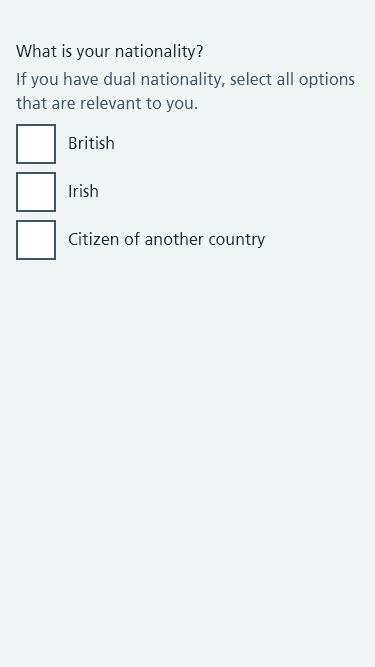 What is your nationality?
If you have dual nationality, select all options
that are relevant to you.
British
Irish
Citizen of another country